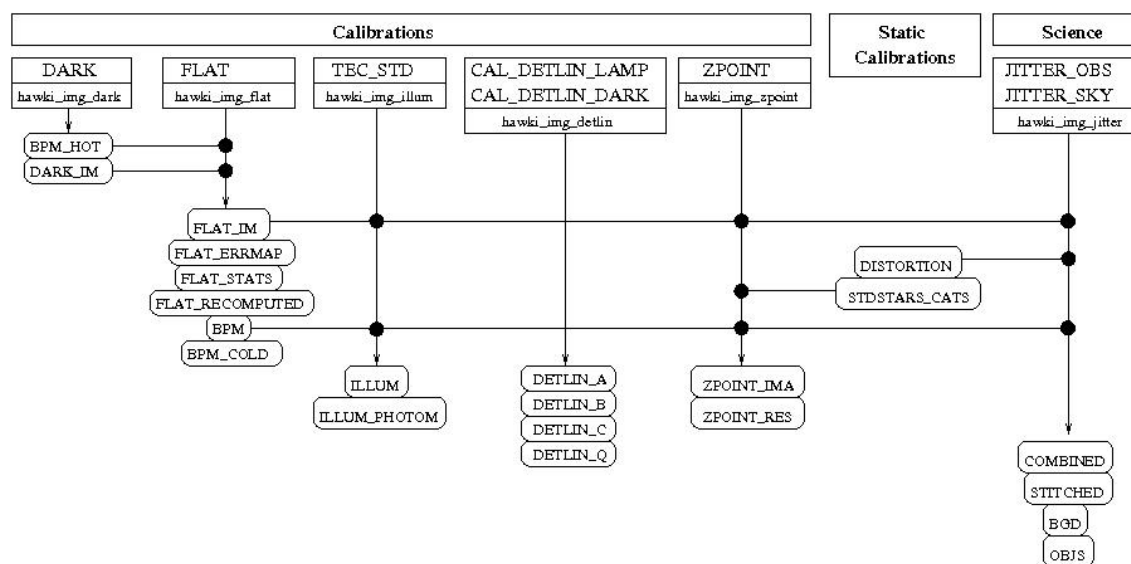 Calibrations
Static
Calibrations
Science
DARK
hawki_img_dark
FLAT
hawki_img_flat
TEC_STD
hawki_img_illum
CAL_DETLIN_LAMP
CAL_DETLIN_DARK
hawki_img_detlin
ZPOINT
hawki_img_zpoint
JITTER_OBS
JITTER_SKY
hawki_img_jitter
BPM_HOT
DARK_IM
FLAT_IM
FLAT_ERRMAP
FLAT_STATS
FLAT_RECOMPUTED
BPM
BPM_COLD
DISTORTION
STDSTARS_CATS
ILLUM
ILLUM_PHOTOM
DETLIN_A
DETLIN_B
DETLIN_C
DETLIN_Q
ZPOINT_IMA
ZPOINT_RES
COMBINED
STITCHED
BGD
OBJS